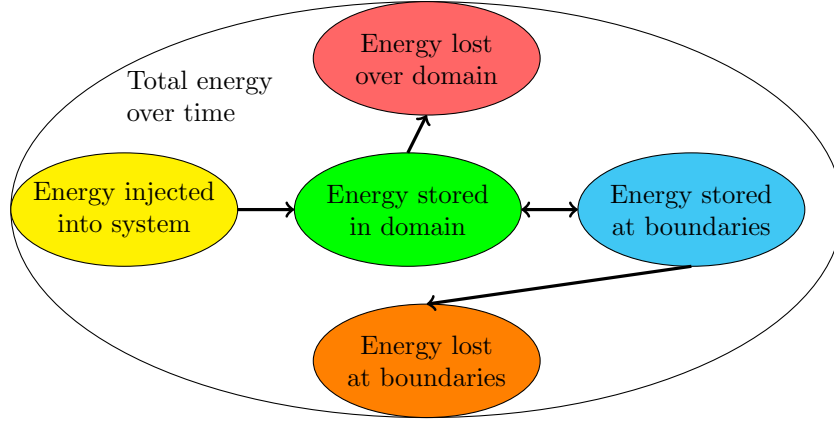 Energy lost
over domain
Total energy
over time
Energy injected
into system
Energy stored
in domain
Energy stored
at boundaries
Energy lost
at boundaries